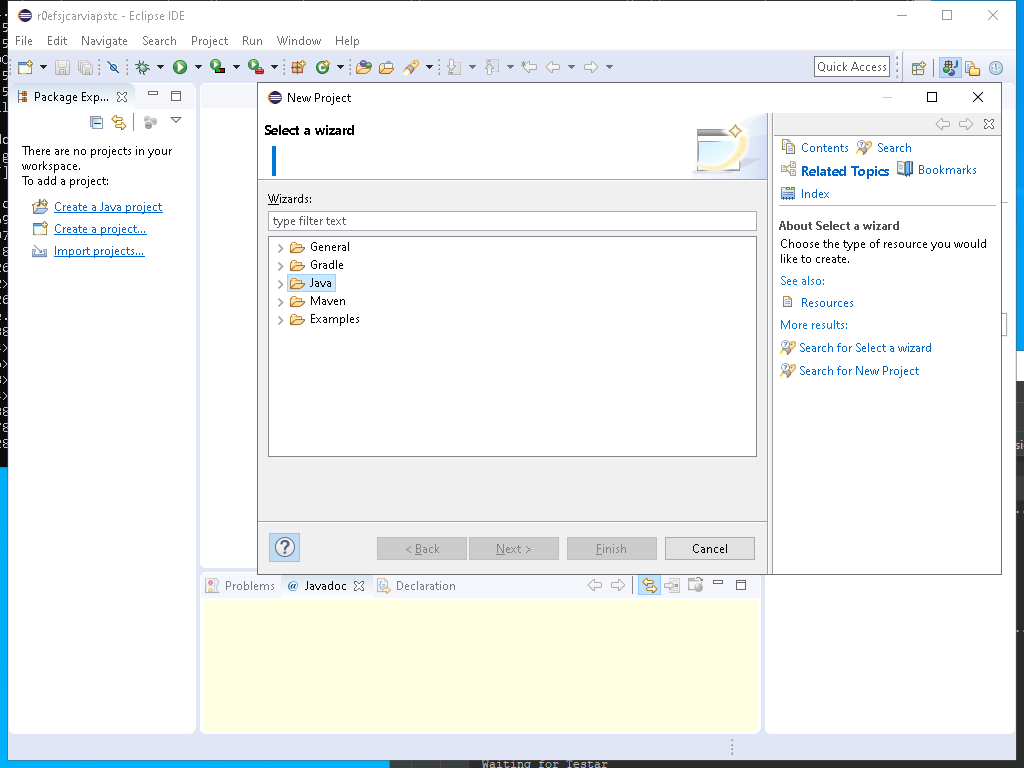 r0efsjcarviapstc - Eclipse IDE
File Edit Navigate Search Project Run Window Help
Quick Access
Package Exp...
There are no projects in your
workspace.
To add a project:
Create a Java project
Create a project...
Import projects...
New Project
Select a wizard
Wizards:
type filter text
General
Gradle
Java
Maven
Examples
? < Back Next > Finish Cancel
Contents Search
Related Topics Bookmarks
Index
About Select a wizard
Choose the type of resource you would
like to create.
See also:
Resources
More results:
Search for Select a wizard
Search for New Project
Problems @ Javadoc Declaration
Waiting for Testar